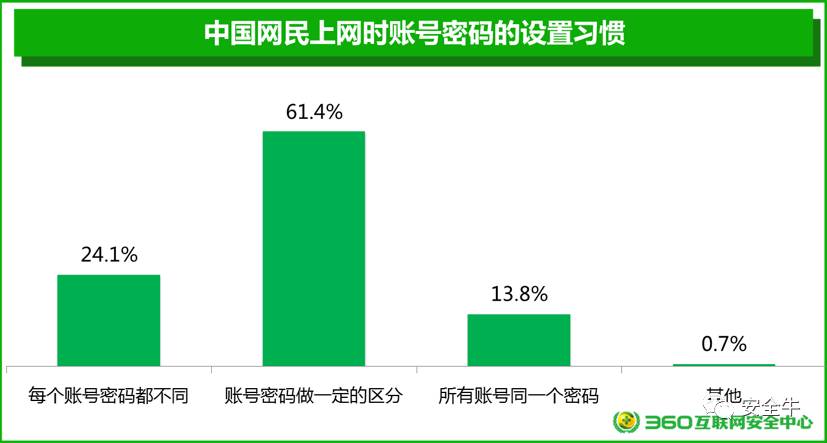 中国网民上网时账号密码的设置习惯
61.4%
24.1%
13.8%
0.7%
每个账号密码都不同
账号密码做一定的区分
所有账号同一个密码
其他
安全牛
360互联网安全中心